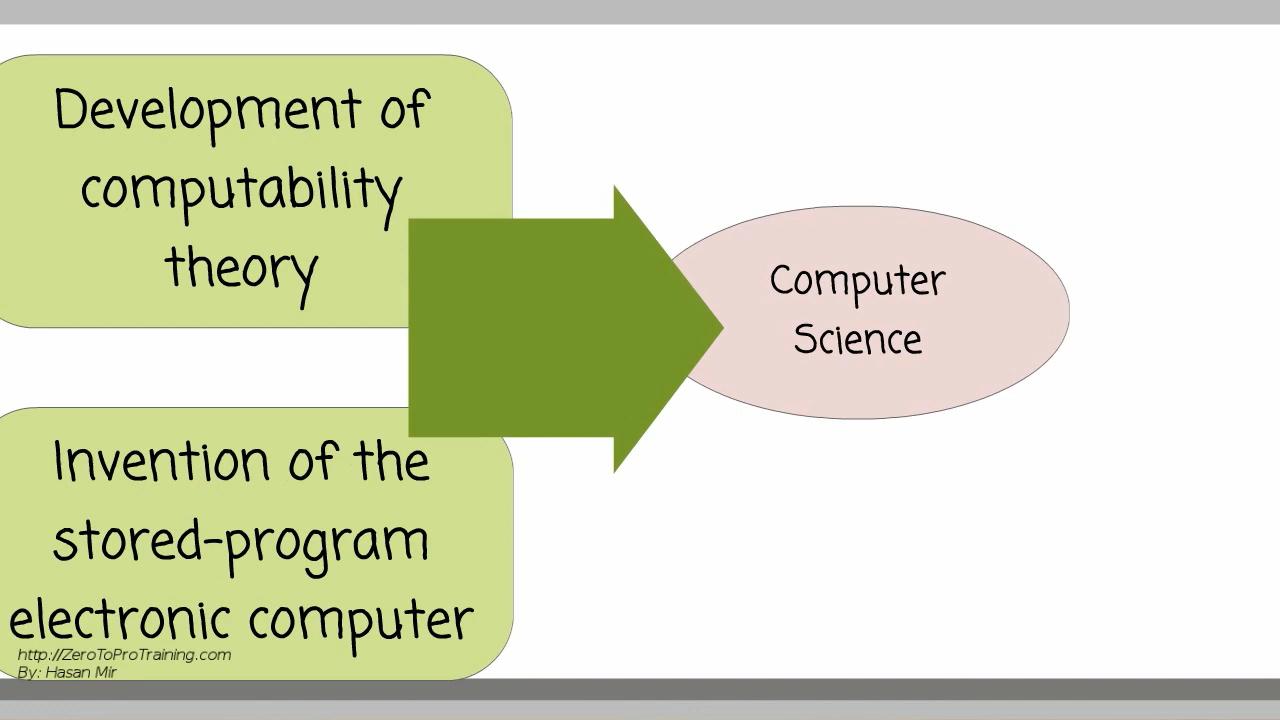 Development of
computability
theory
Computer
Science
Invention of the
stored-program
electronic computer
http://ZeroToProTraining.com
By: Hasan Mir